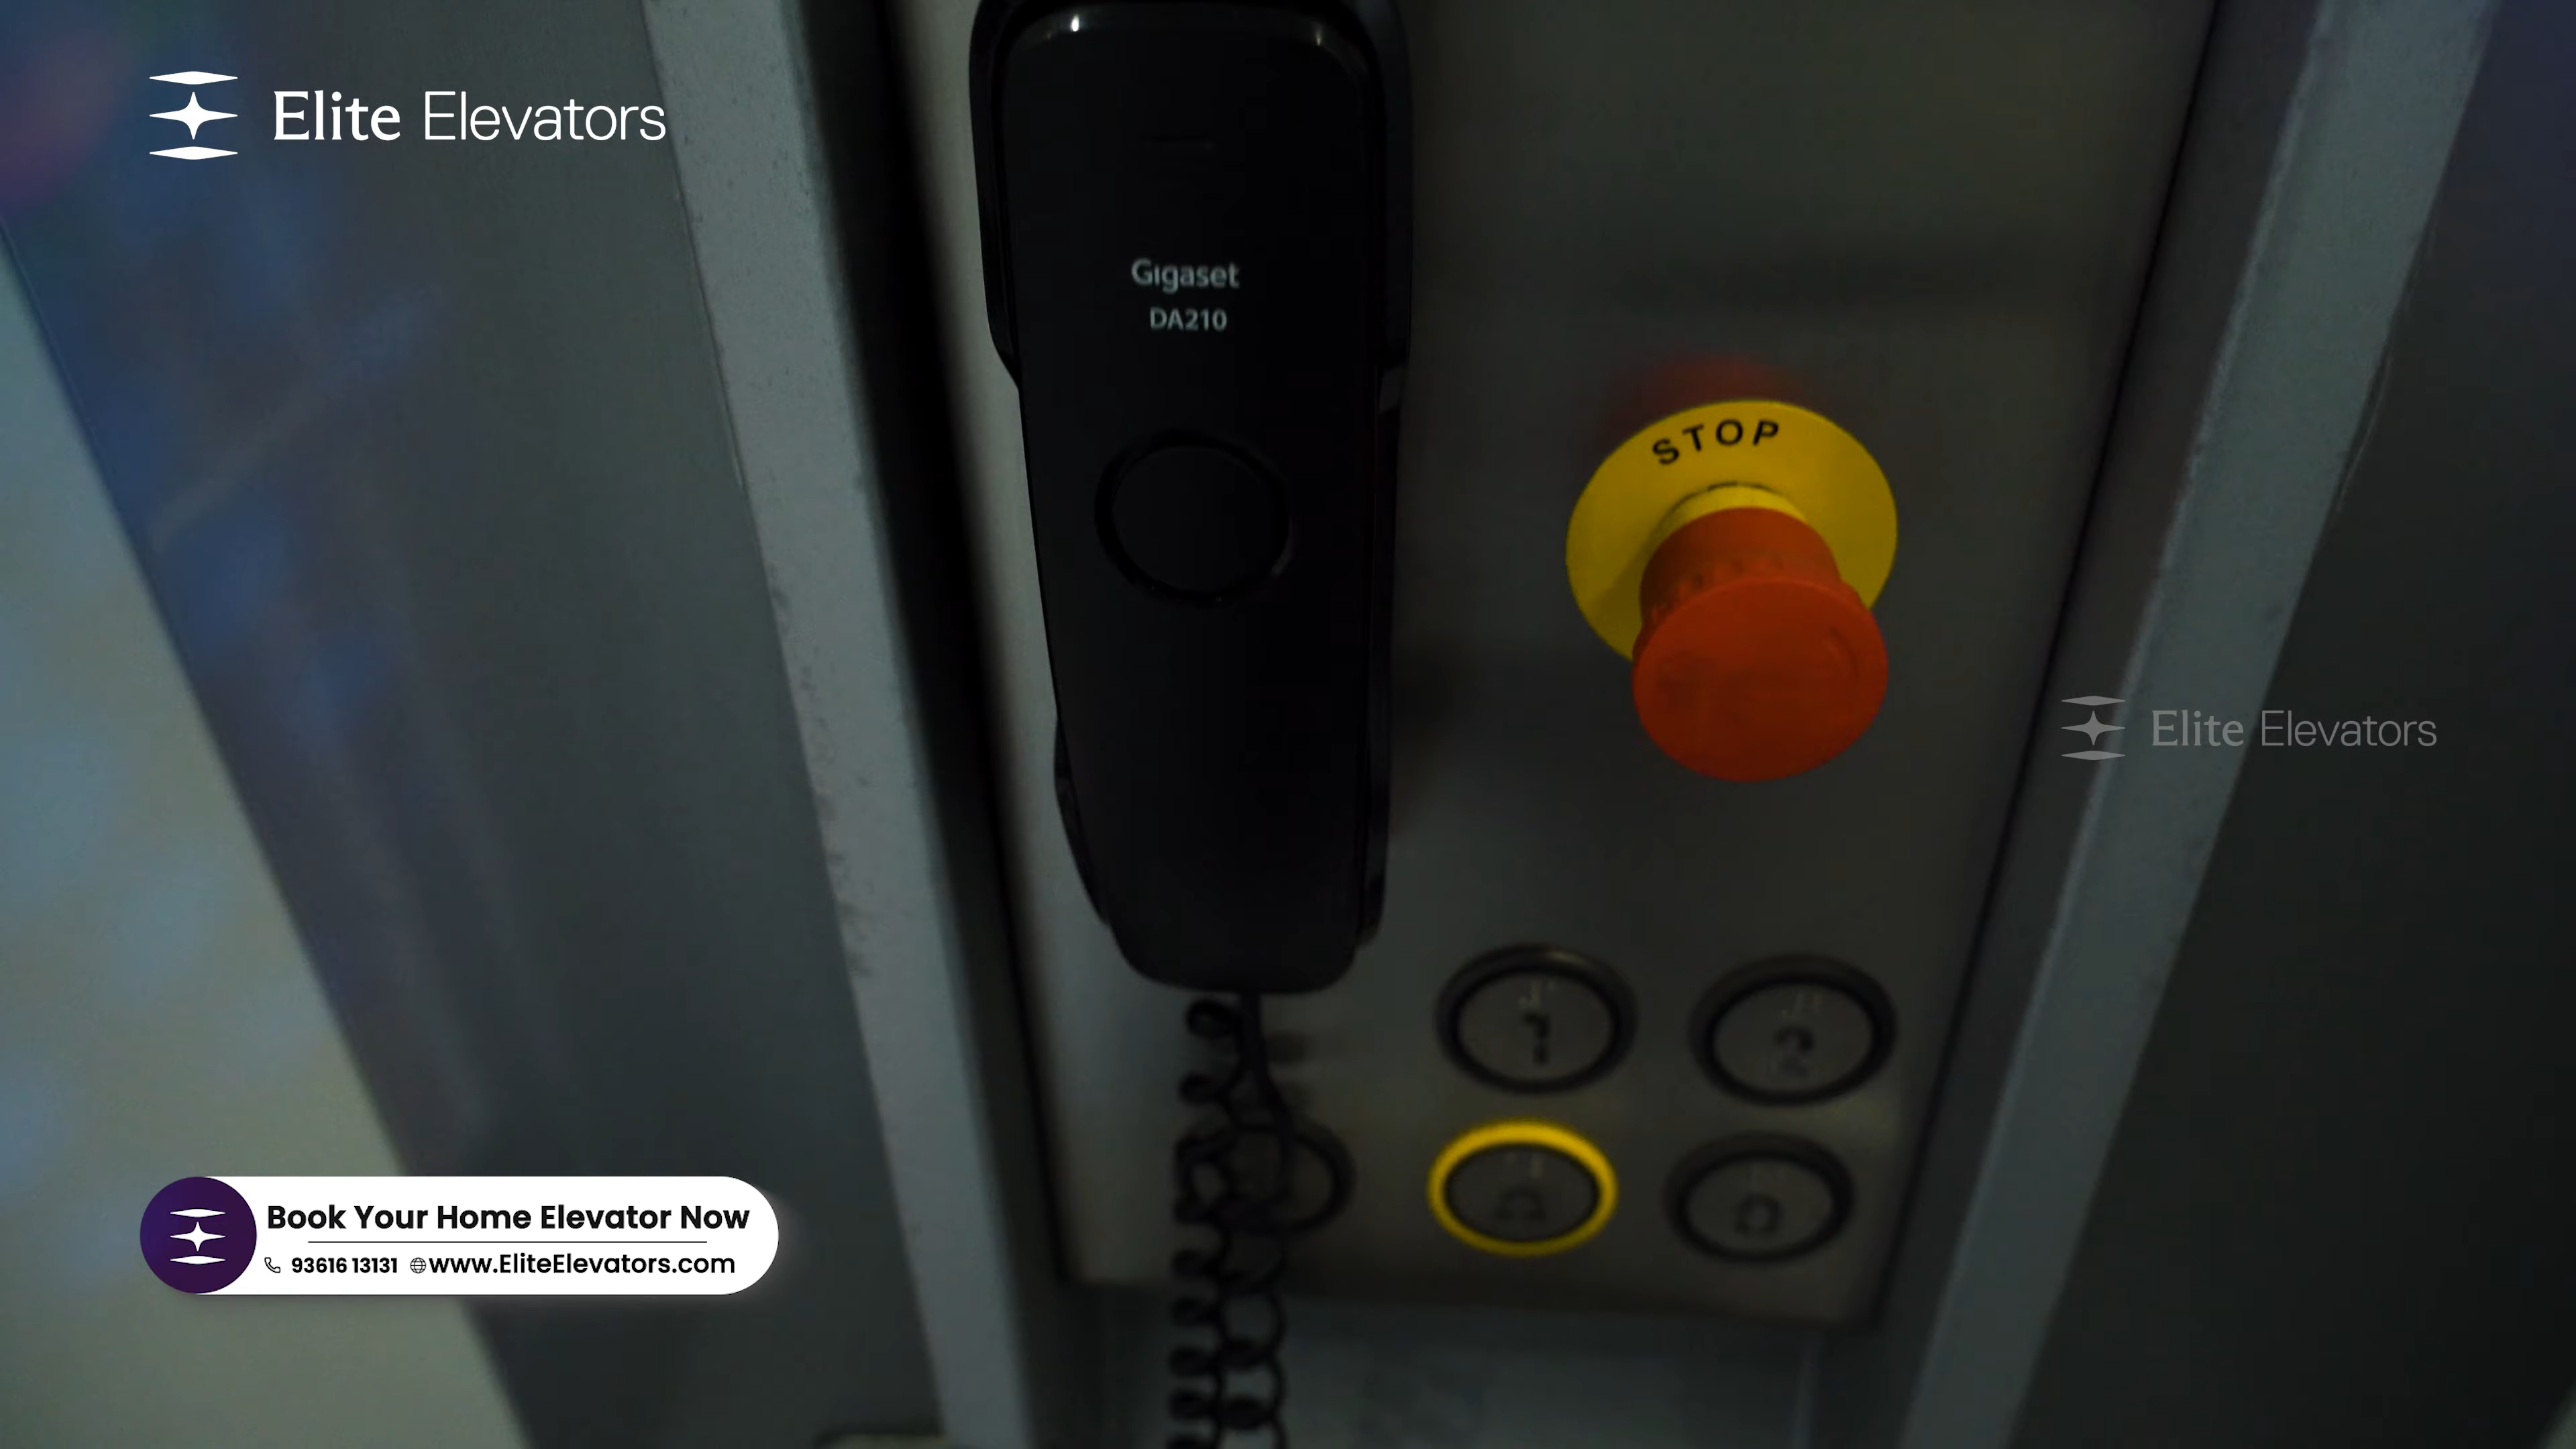 Elite Elevators
Gigaset
DA210
STOP
Elite Elevators
Book Your Home Elevator Now
93616 13131 www.EliteElevators.com